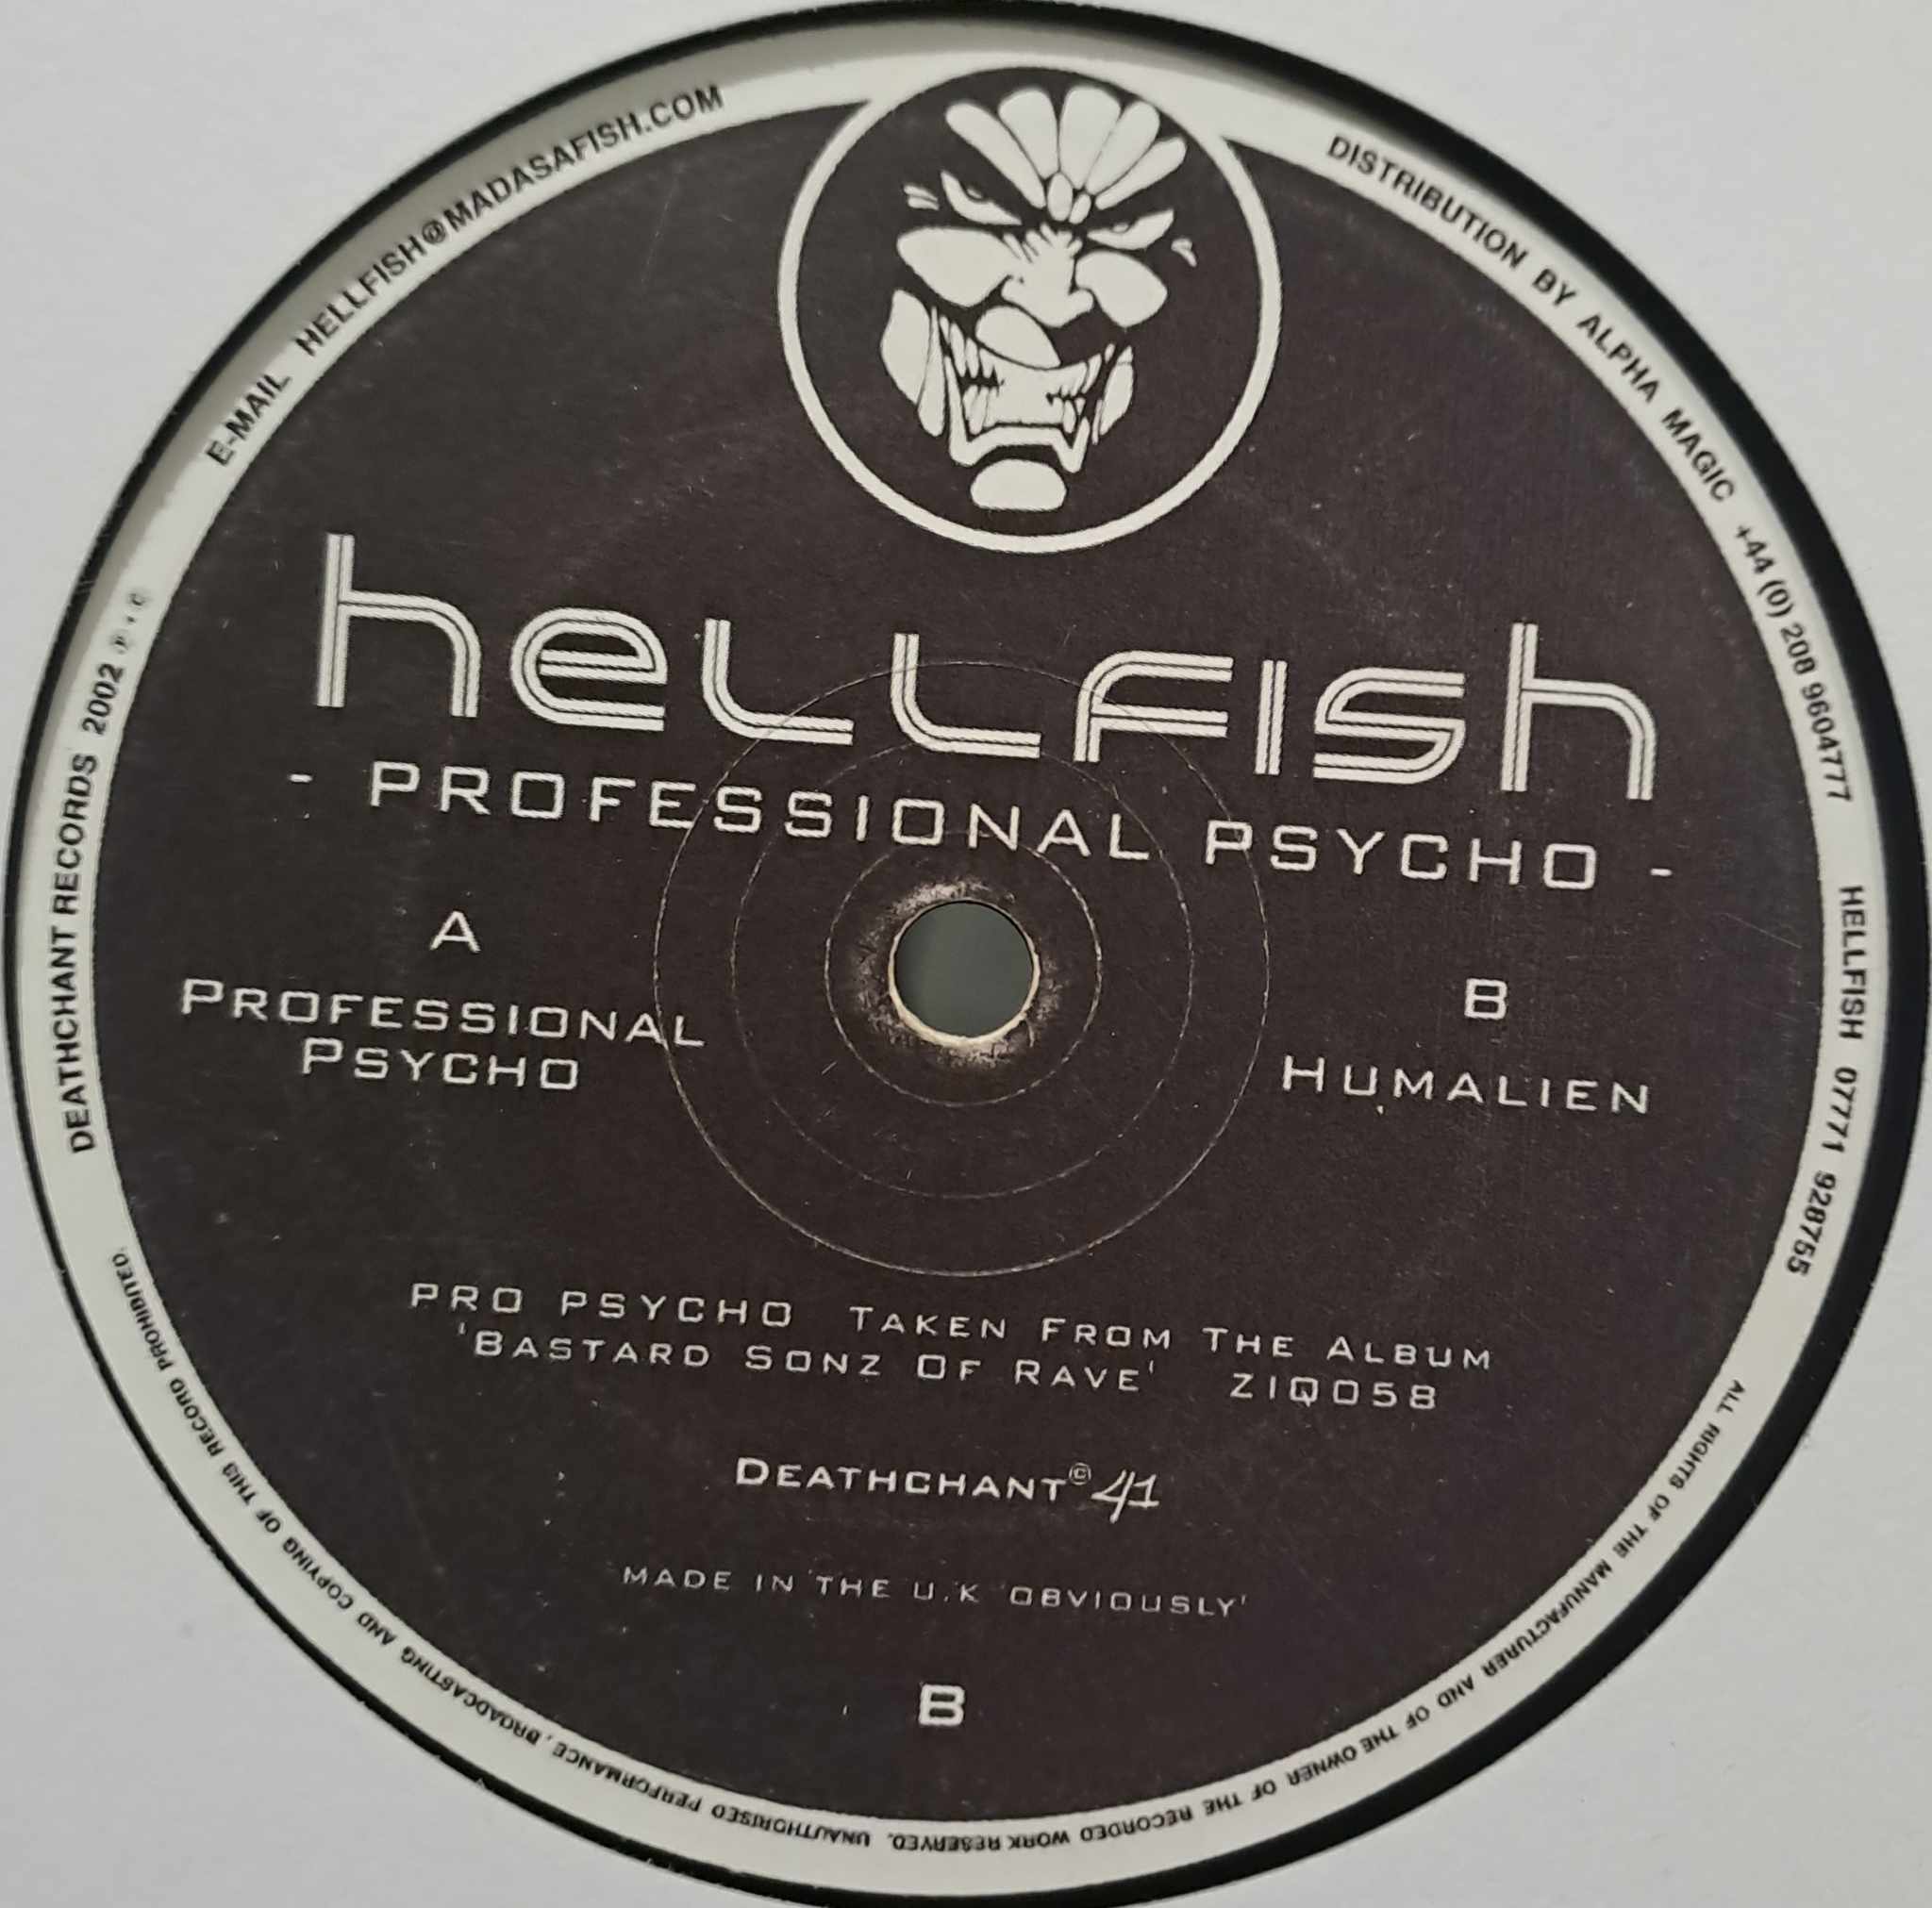 E-MAIL HELLFISH@MADASAFISH.COM
DISTRIBUTION BY ALPHA MAGIC +44 (0) 208 9604777
HELLFISH 07771 928755
DEATHCHANT RECORDS 2002 ℗ · ©
hellfish
- PROFESSIONAL PSYCHO -
A
PROFESSIONAL
PSYCHO
B
HUMALIEN
PRO PSYCHO TAKEN FROM THE ALBUM
'BASTARD SONZ OF RAVE' ZIQ058
DEATHCHANT© 41
MADE IN THE U.K 'OBVIOUSLY'
B
ALL RIGHTS OF THE MANUFACTURER AND OF THE OWNER OF THE RECORDED WORK RESERVED. UNAUTHORISED PERFORMANCE, BROADCASTING AND COPYING OF THIS RECORD PROHIBITED.